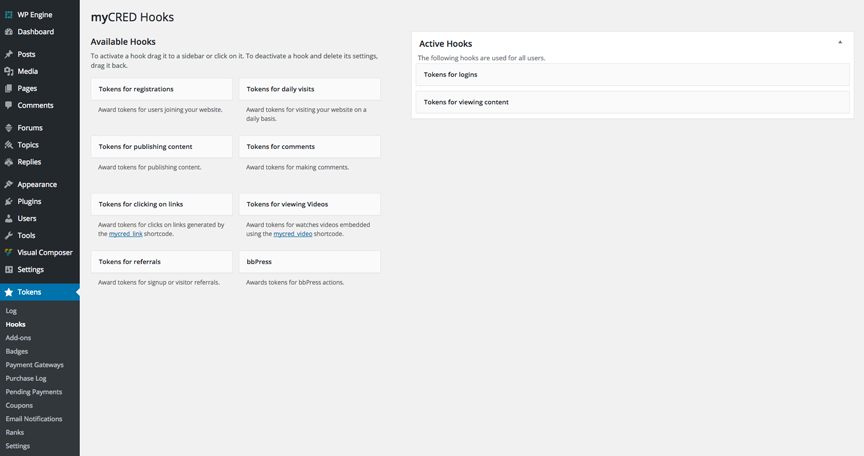 WP Engine
Dashboard
Posts
Media
Pages
Comments
Forums
Topics
Replies
Appearance
Plugins
Users
Tools
Visual Composer
Settings
Tokens
Log
Hooks
Add-ons
Badges
Payment Gateways
Purchase Log
Pending Payments
Coupons
Email Notifications
Ranks
Settings
myCRED Hooks
Available Hooks
To activate a hook drag it to a sidebar or click on it. To deactivate a hook and delete its settings,
drag it back.
Tokens for registrations
Award tokens for users joining your website.
Tokens for daily visits
Award tokens for visiting your website on a
daily basis.
Tokens for publishing content
Award tokens for publishing content.
Tokens for comments
Award tokens for making comments.
Tokens for clicking on links
Award tokens for clicks on links generated by
the mycred_link shortcode.
Tokens for viewing Videos
Award tokens for watches videos embedded
using the mycred_video shortcode.
Tokens for referrals
Award tokens for signup or visitor referrals.
bbPress
Awards tokens for bbPress actions.
Active Hooks
The following hooks are used for all users.
Tokens for logins
Tokens for viewing content